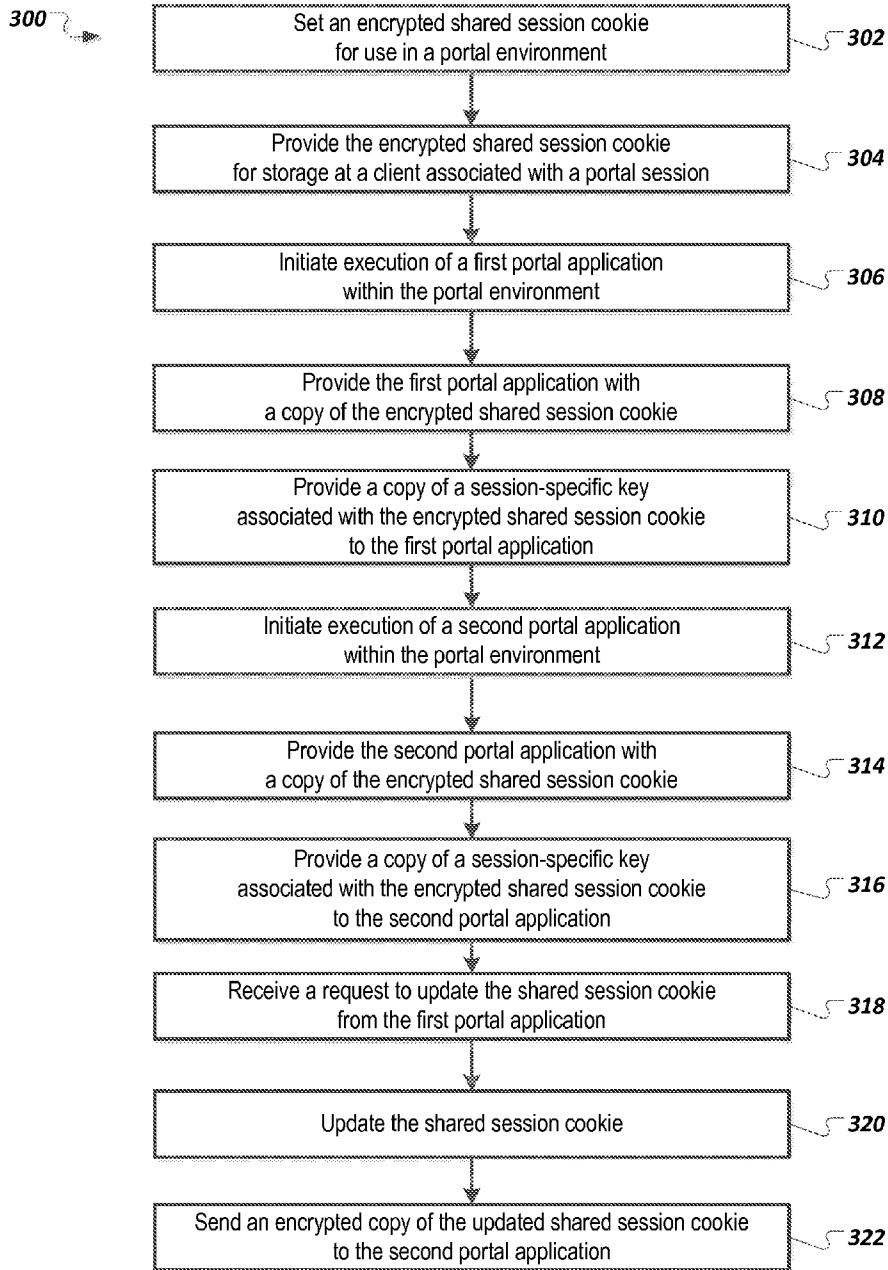 300
Set an encrypted shared session cookie
for use in a portal environment
302
Provide the encrypted shared session cookie
for storage at a client associated with a portal session
304
Initiate execution of a first portal application
within the portal environment
306
Provide the first portal application with
a copy of the encrypted shared session cookie
308
Provide a copy of a session-specific key
associated with the encrypted shared session cookie
to the first portal application
310
Initiate execution of a second portal application
within the portal environment
312
Provide the second portal application with
a copy of the encrypted shared session cookie
314
Provide a copy of a session-specific key
associated with the encrypted shared session cookie
to the second portal application
316
Receive a request to update the shared session cookie
from the first portal application
318
Update the shared session cookie
320
Send an encrypted copy of the updated shared session cookie
to the second portal application
322